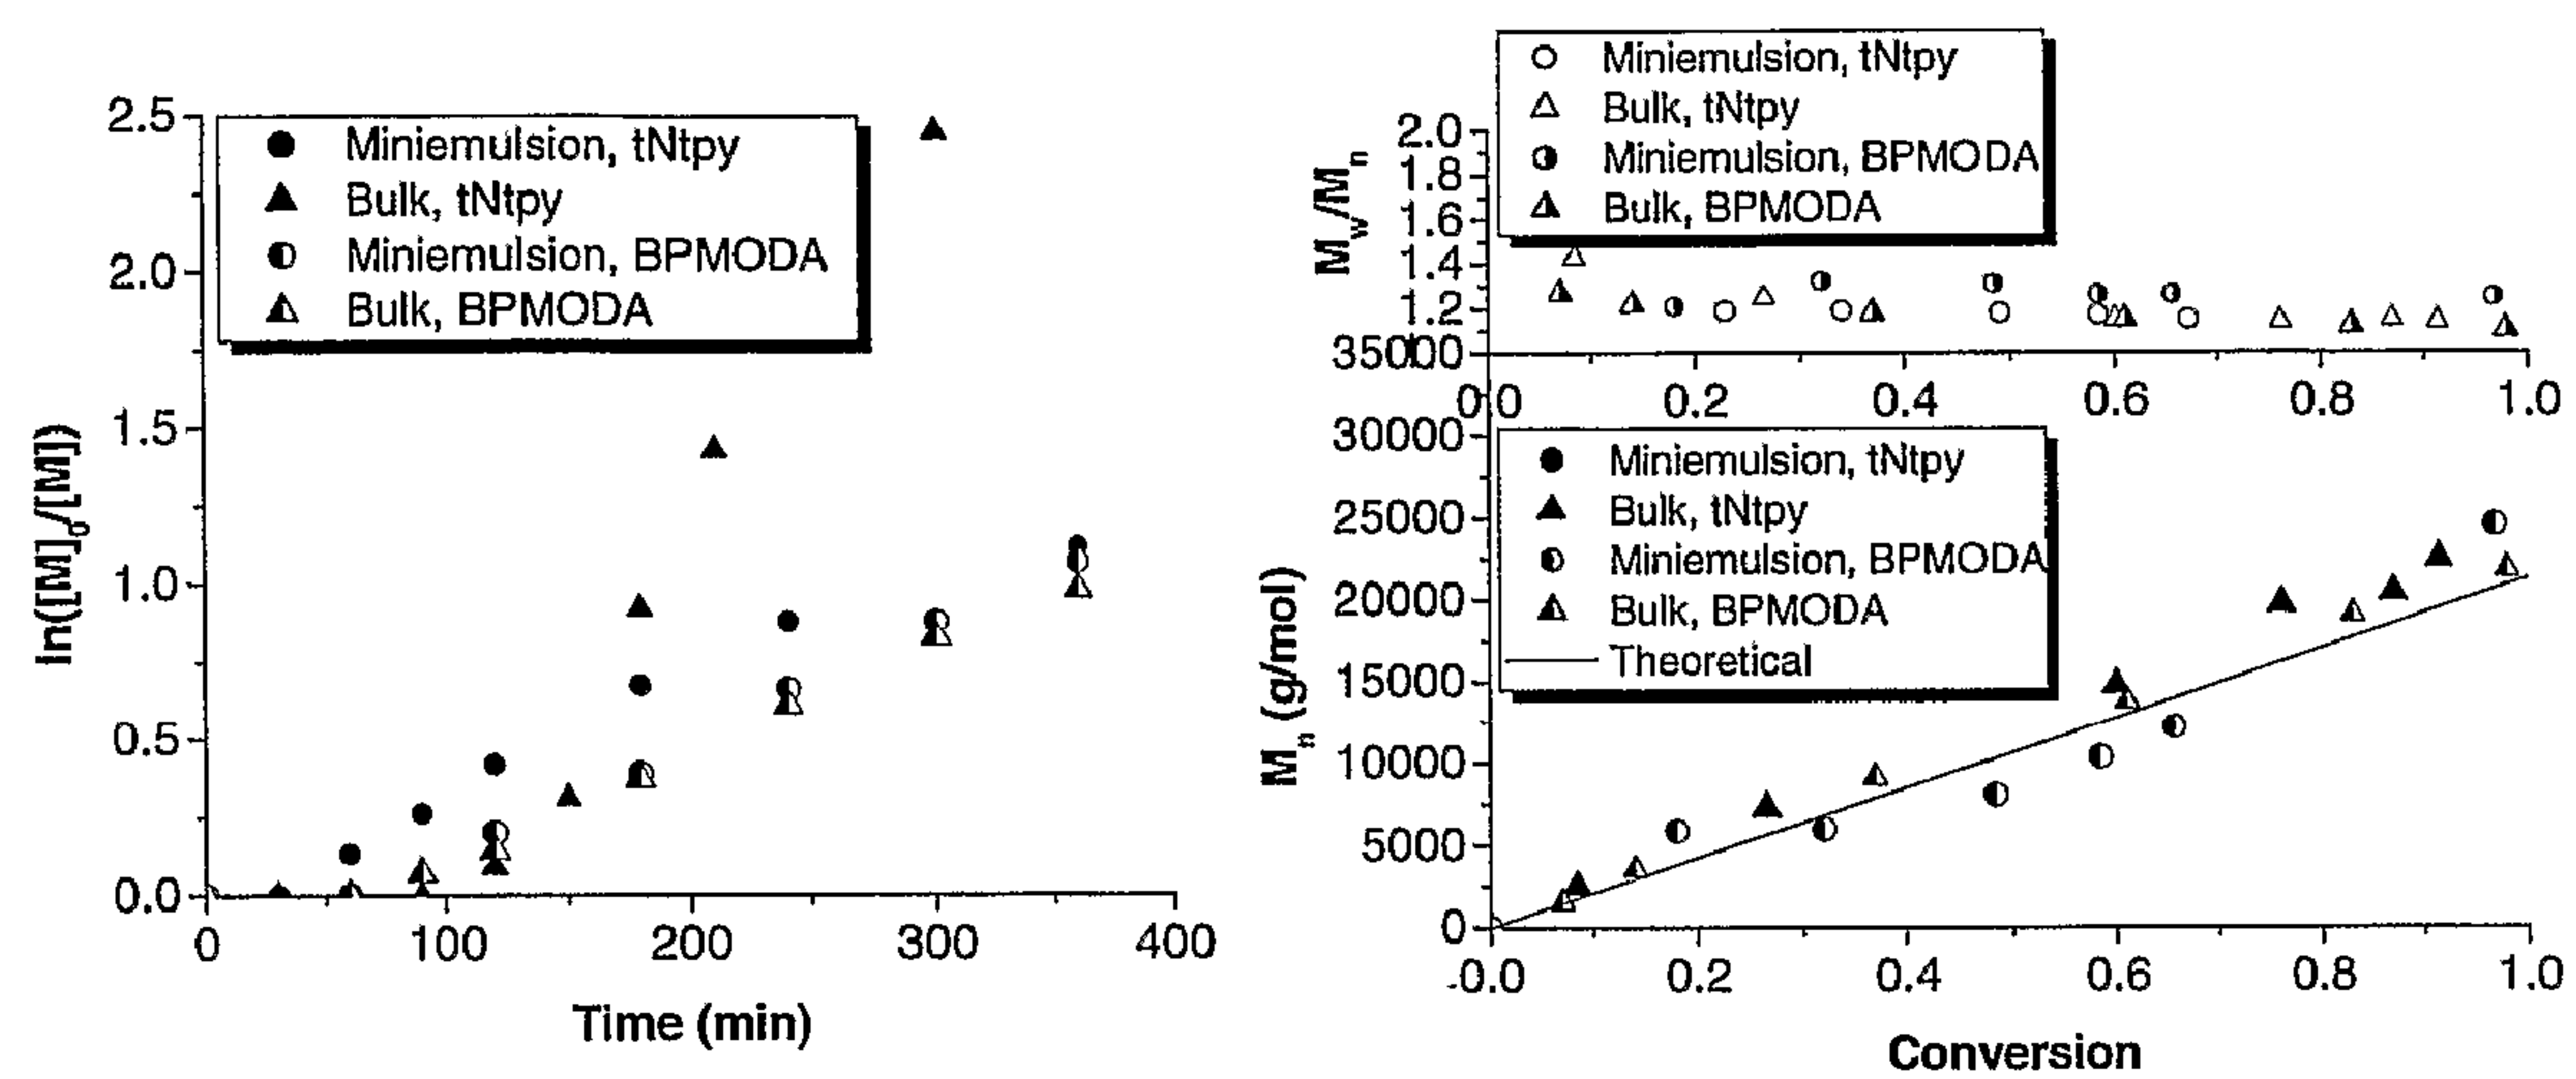 2.5
Miniemulsion, tNtpy
Bulk, tNtpy
Miniemulsion, BPMODA
Bulk, BPMODA
2.0
1.5
1.0
0.5
0.0
ln([M]0/[M])
0 100 200 300 400
Time (min)
Miniemulsion, tNtpy
Bulk, tNtpy
Miniemulsion, BPMODA
Bulk, BPMODA
2.0
1.8
1.6
1.4
1.2
Mw/Mn
0.0 0.2 0.4 0.6 0.8 1.0
35000
30000
25000
20000
15000
10000
5000
0
Mn (g/mol)
Miniemulsion, tNtpy
Bulk, tNtpy
Miniemulsion, BPMODA
Bulk, BPMODA
Theoretical
-0.0 0.2 0.4 0.6 0.8 1.0
Conversion